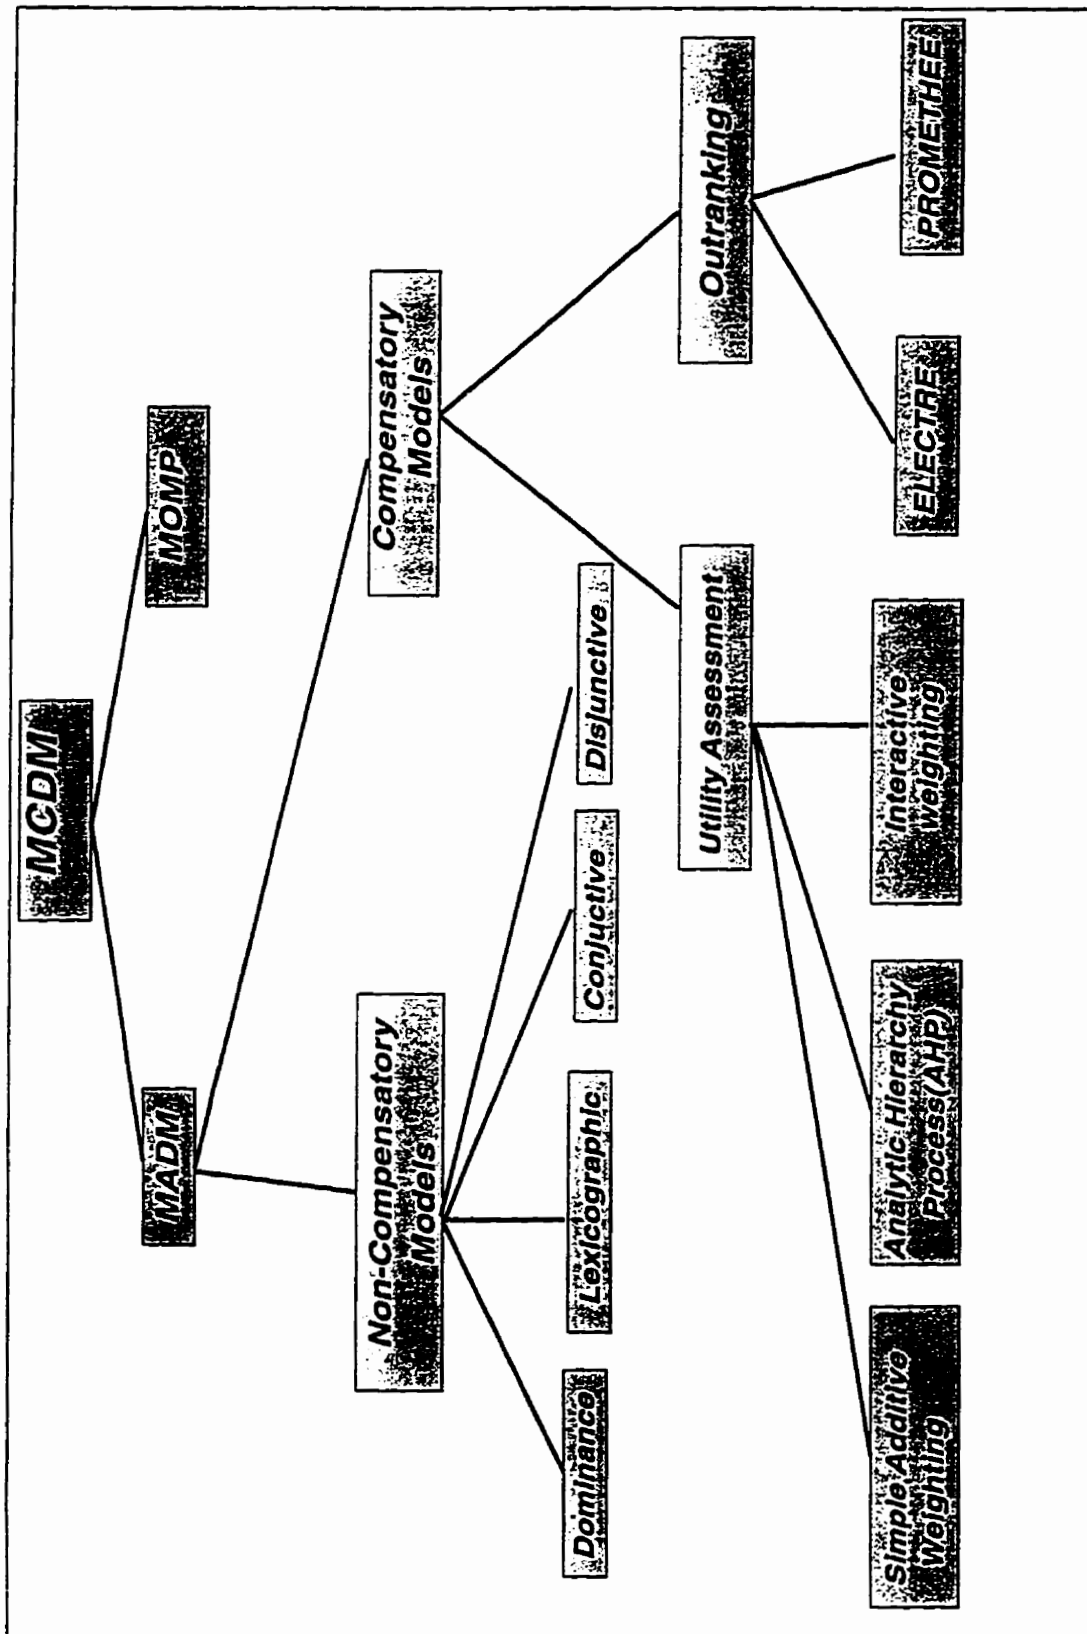 MCDM
MADM
MOMP
Non-Compensatory
Models
Compensatory
Models
Dominance
Lexicographic
Conjuctive
Disjunctive
Utility Assessment
Outranking
Simple Additive
Weighting
Analytic Hierarchy
Process(AHP)
Interactive
weighting
ELECTRE
PROMETHEE